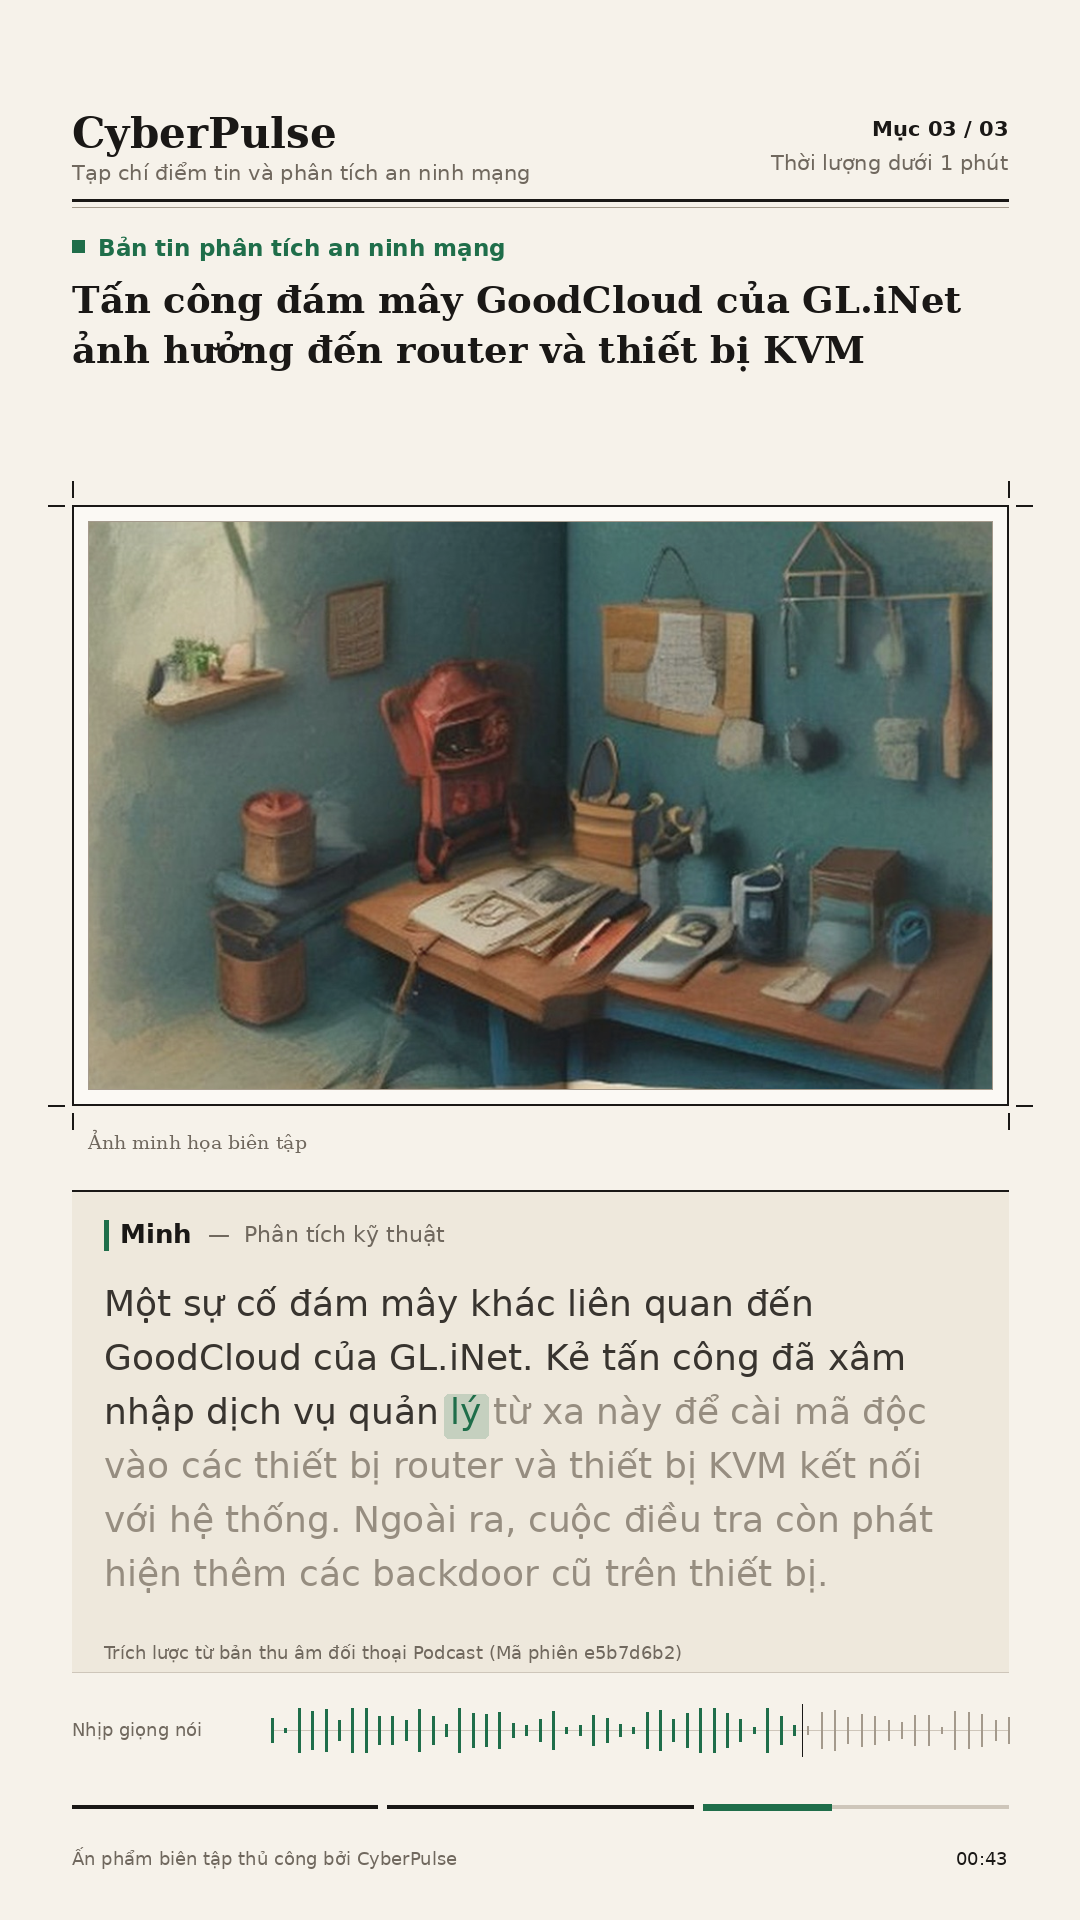 CyberPulse
Tạp chí điểm tin và phân tích an ninh mạng
Mục 03 / 03
Thời lượng dưới 1 phút
Bản tin phân tích an ninh mạng
Tấn công đám mây GoodCloud của GL.iNet
ảnh hưởng đến router và thiết bị KVM
Ảnh minh họa biên tập
Minh — Phân tích kỹ thuật
Một sự cố đám mây khác liên quan đến
GoodCloud của GL.iNet. Kẻ tấn công đã xâm
nhập dịch vụ quản lý từ xa này để cài mã độc
vào các thiết bị router và thiết bị KVM kết nối
với hệ thống. Ngoài ra, cuộc điều tra còn phát
hiện thêm các backdoor cũ trên thiết bị.
Trích lược từ bản thu âm đối thoại Podcast (Mã phiên e5b7d6b2)
Nhịp giọng nói
Ấn phẩm biên tập thủ công bởi CyberPulse
00:43